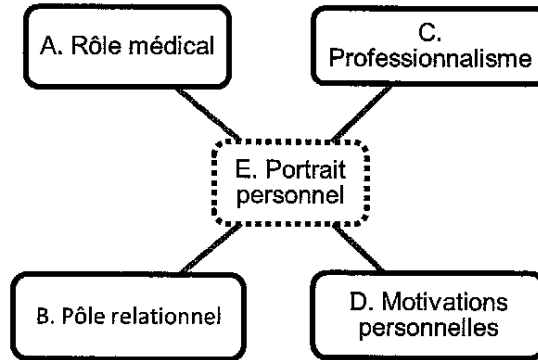 A. Rôle médical
C.
Professionnalisme
E. Portrait
personnel
B. Pôle relationnel
D. Motivations
personnelles